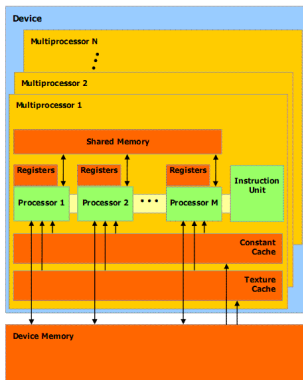 Device
Multiprocessor N
Multiprocessor 2
Multiprocessor 1
Shared Memory
Registers
Registers
Registers
Processor 1
Processor 2
• • •
Processor M
Instruction
Unit
Constant
Cache
Texture
Cache
Device Memory